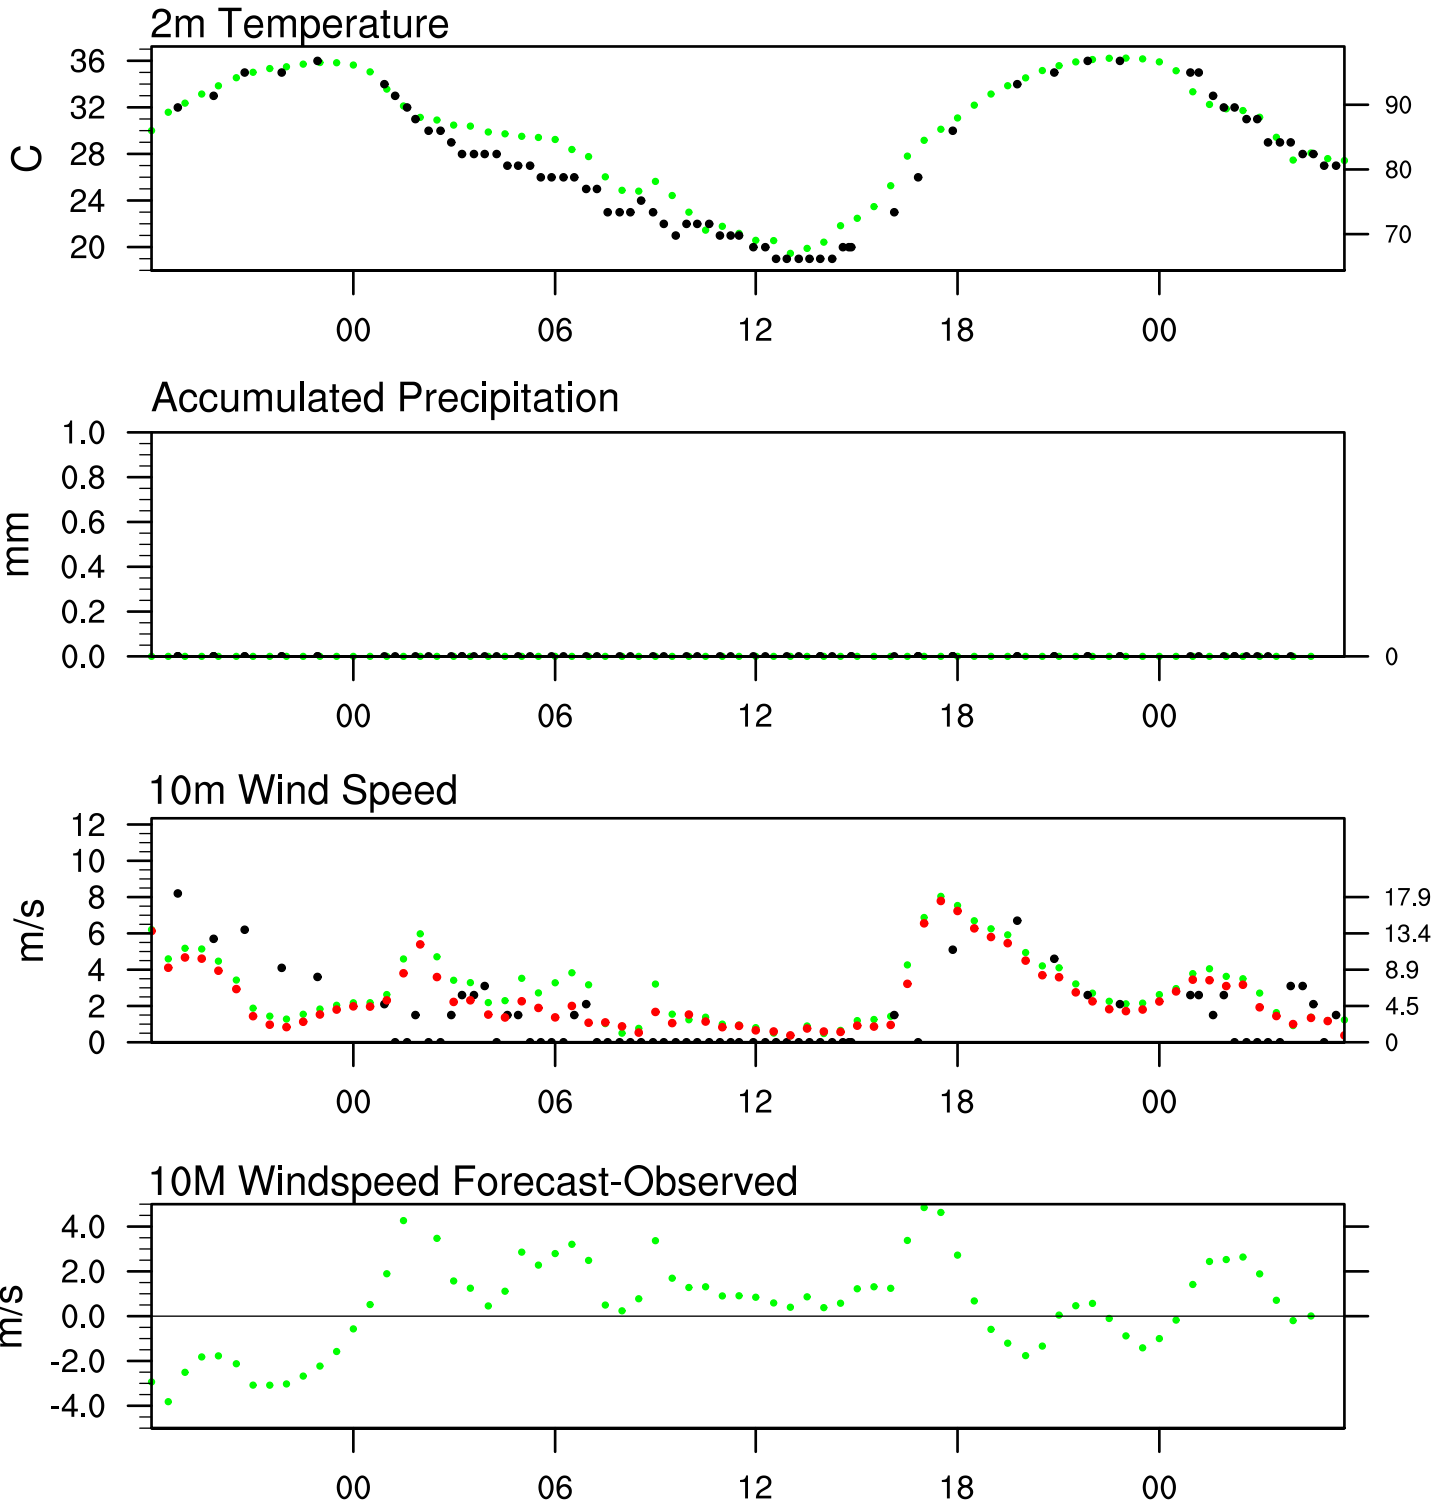 2m Temperature
36
32
28
24
20
C
90
80
70
00 06 12 18 00
Accumulated Precipitation
1.0
0.8
0.6
0.4
0.2
0.0
mm
0
00 06 12 18 00
10m Wind Speed
12
10
8
6
4
2
0
m/s
17.9
13.4
8.9
4.5
0
00 06 12 18 00
10M Windspeed Forecast-Observed
4.0
2.0
0.0
-2.0
-4.0
m/s
00 06 12 18 00